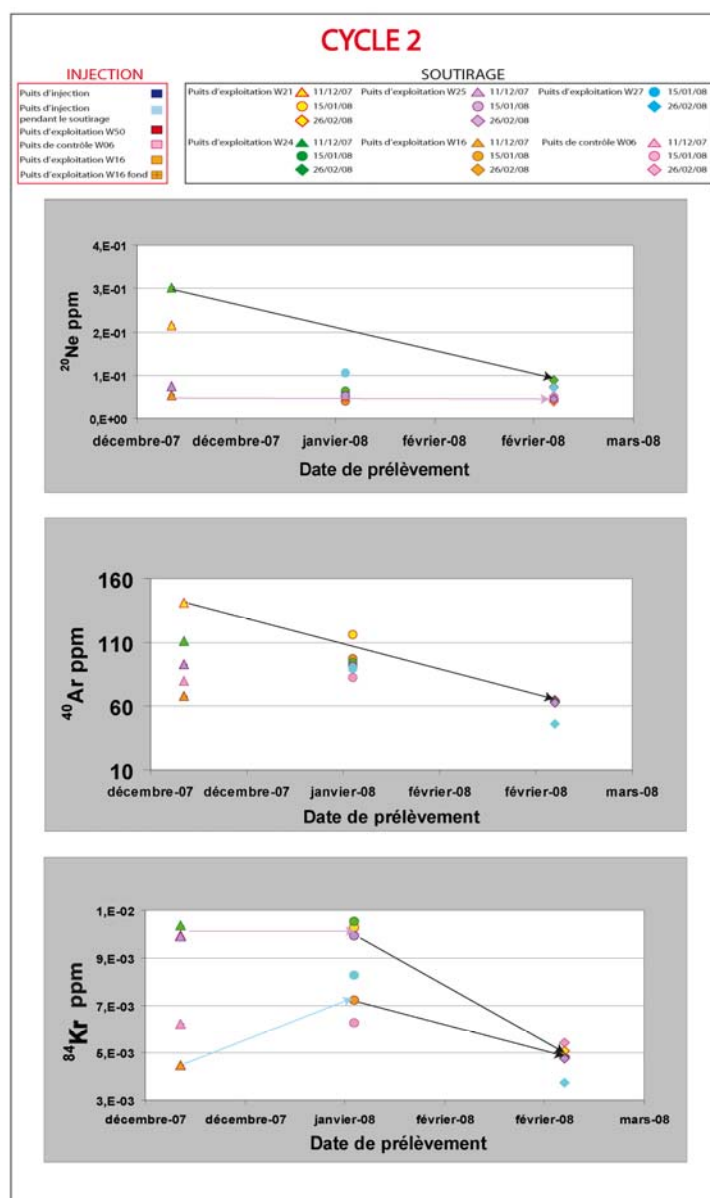 CYCLE 2
INJECTION
Puits d'injection
Puits d'injection
pendant le soutirage
Puits d'exploitation W50
Puits de contrôle W06
Puits d'exploitation W16
Puits d'exploitation W16 fond
SOUTIRAGE
Puits d'exploitation W21 11/12/07 Puits d'exploitation W25 11/12/07 Puits d'exploitation W27 15/01/08
15/01/08 15/01/08 26/02/08
26/02/08 26/02/08
Puits d'exploitation W24 11/12/07 Puits d'exploitation W16 11/12/07 Puits de contrôle W06 11/12/07
15/01/08 15/01/08 15/01/08
26/02/08 26/02/08 26/02/08
20Ne ppm
4,E-01
3,E-01
2,E-01
1,E-01
0,E+00
décembre-07 décembre-07 janvier-08 février-08 février-08 mars-08
Date de prélèvement
40Ar ppm
160
110
60
10
décembre-07 décembre-07 janvier-08 février-08 février-08 mars-08
Date de prélèvement
84Kr ppm
1,E-02
9,E-03
7,E-03
5,E-03
3,E-03
décembre-07 décembre-07 janvier-08 février-08 février-08 mars-08
Date de prélèvement